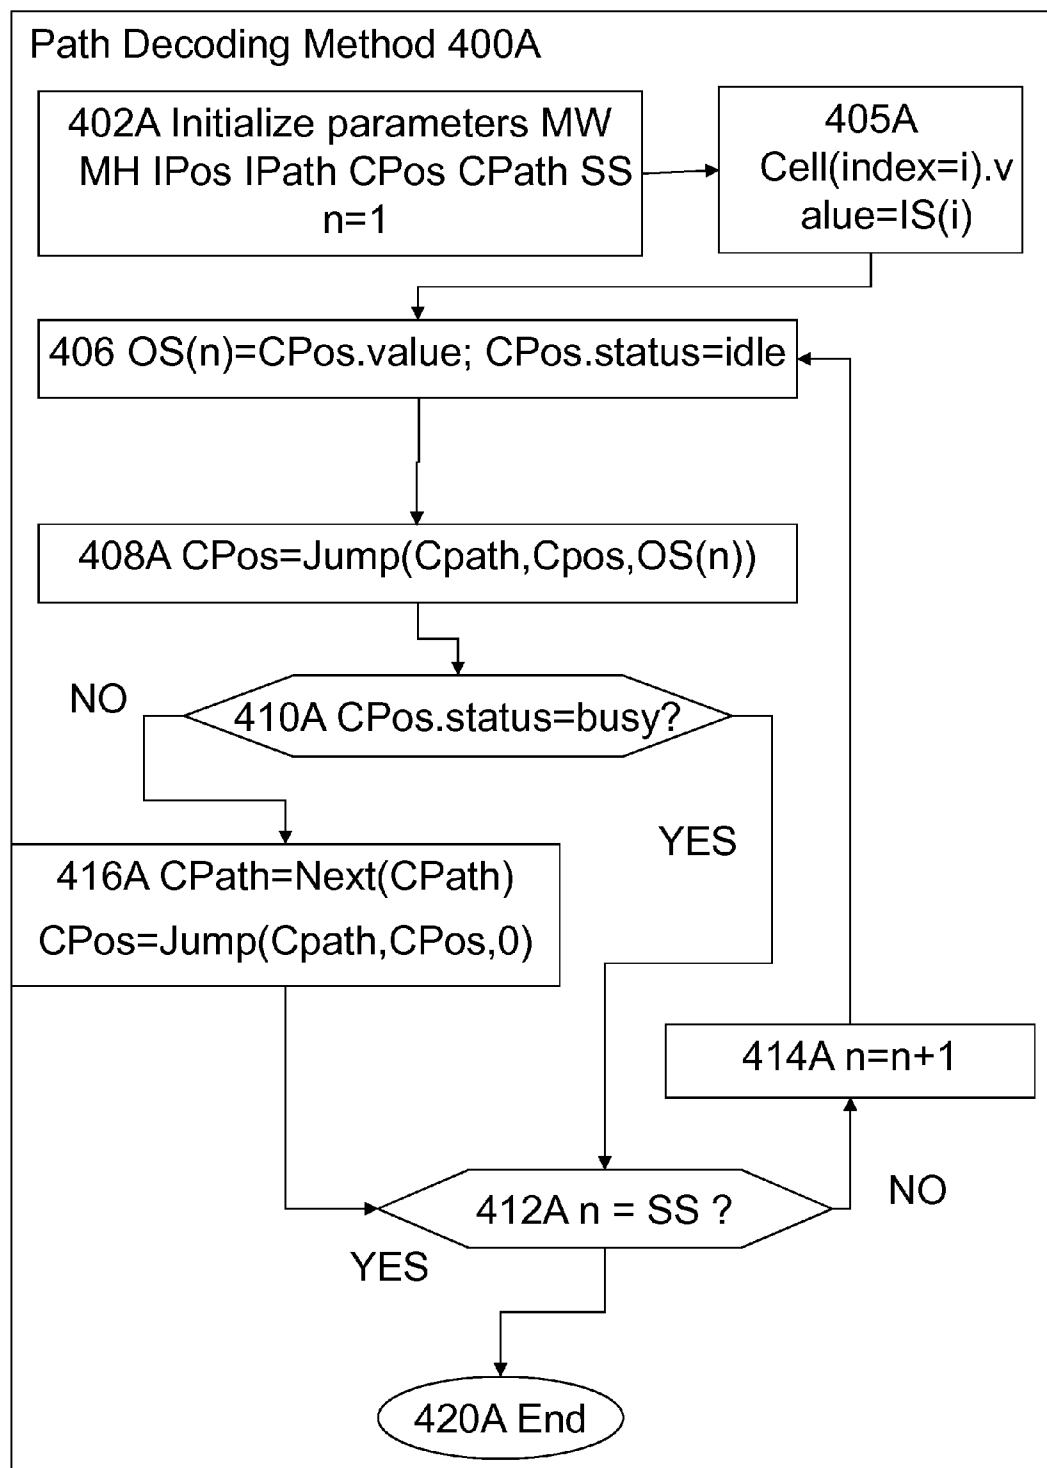 Path Decoding Method 400A
402A Initialize parameters MW
MH IPos IPath CPos CPath SS
n=1
405A
Cell(index=i).v
alue=IS(i)
406 OS(n)=CPos.value; CPos.status=idle
408A CPos=Jump(Cpath,Cpos,OS(n))
NO
410A CPos.status=busy?
YES
416A CPath=Next(CPath)
CPos=Jump(Cpath,CPos,0)
414A n=n+1
412A n = SS ?
NO
YES
420A End